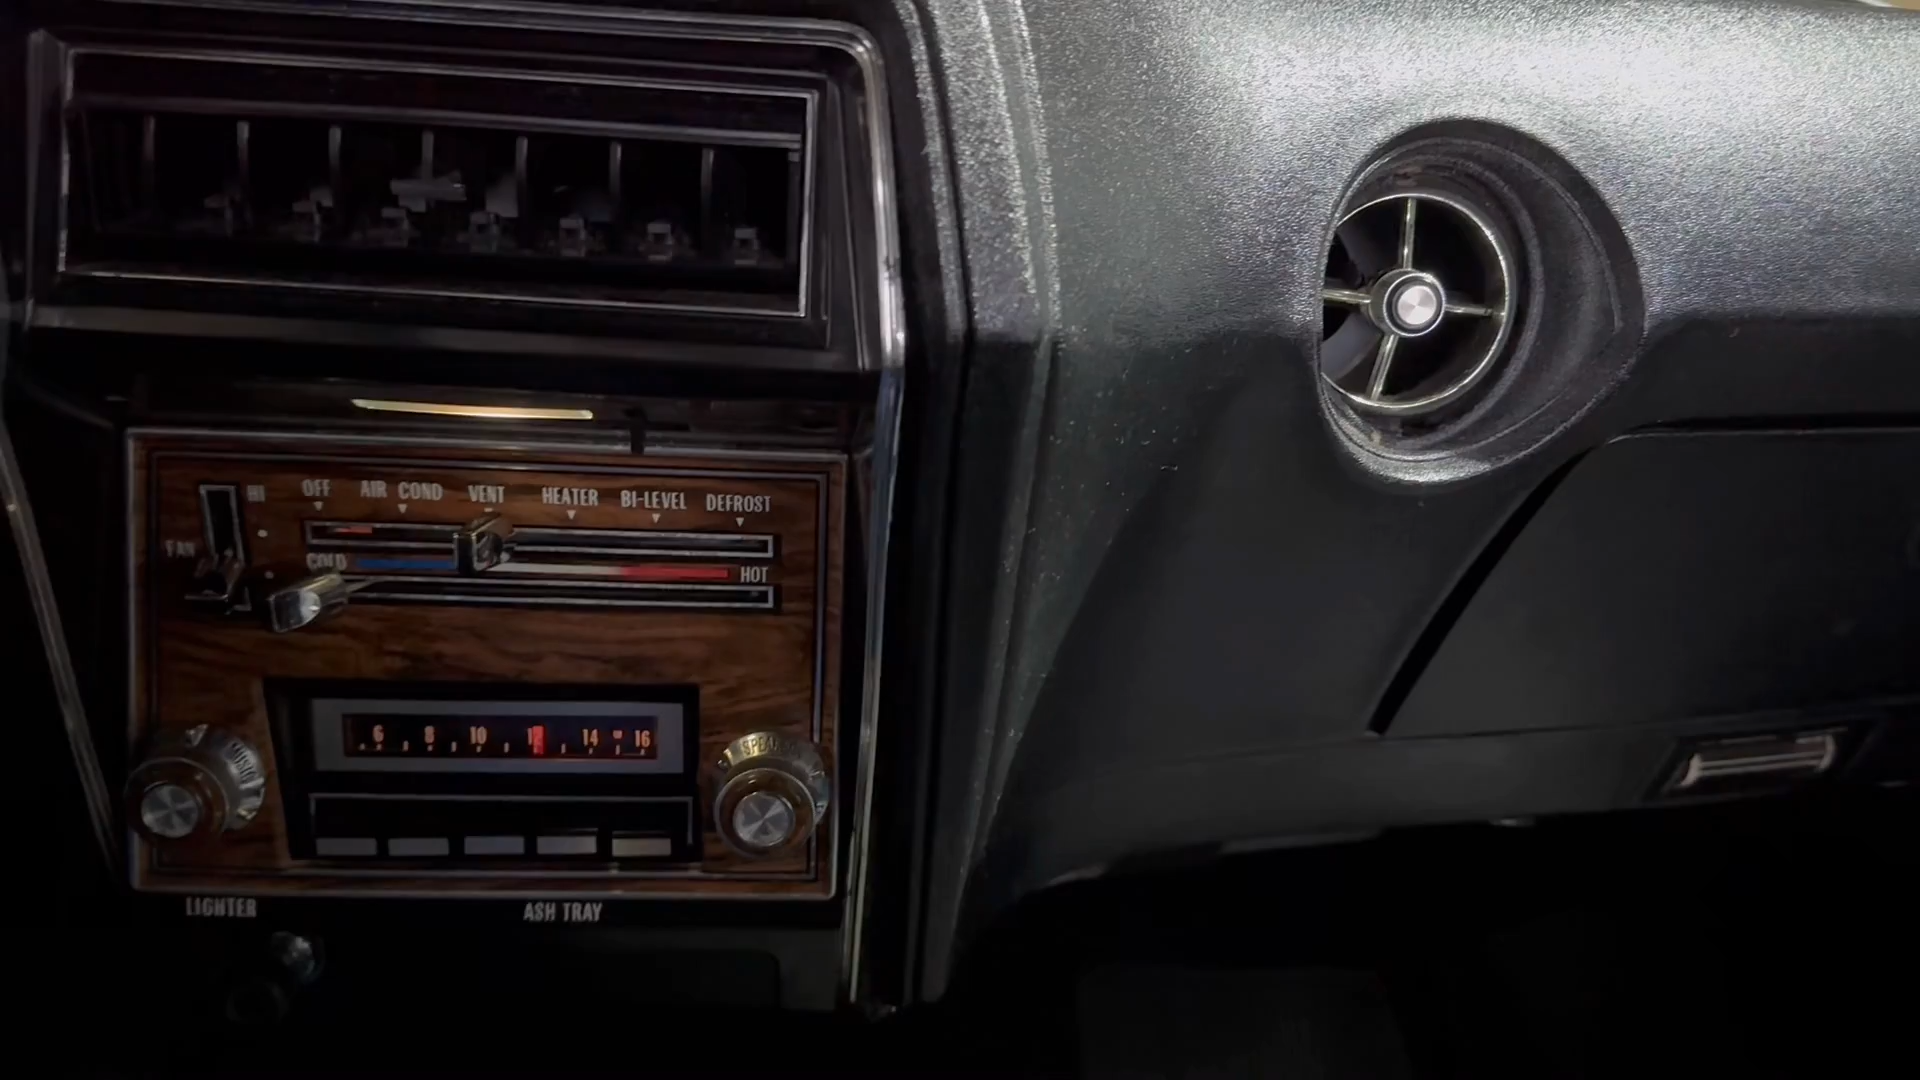 HI
OFF AIR COND VENT HEATER BI-LEVEL DEFROST
FAN
COLD HOT
6 8 10 14 16
MUSIC
LIGHTER ASH TRAY